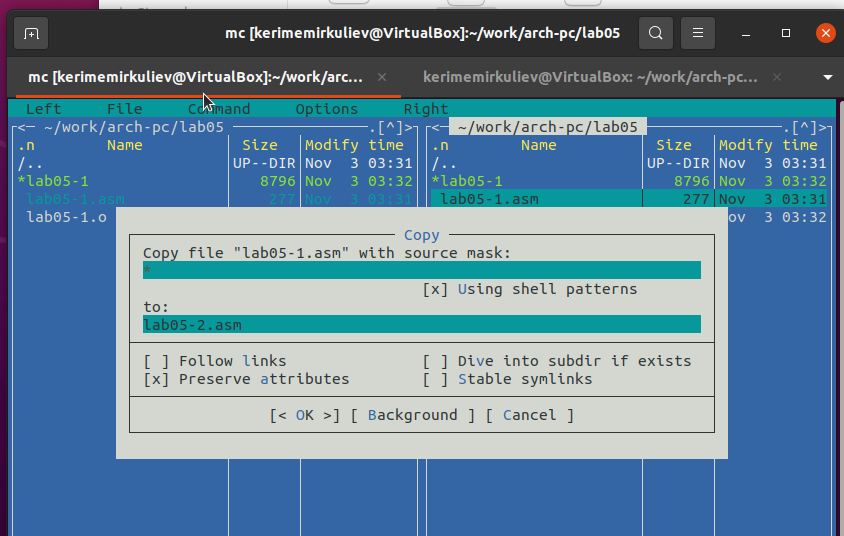 mc [kerimemirkuliev@VirtualBox]:~/work/arch-pc/lab05
mc [kerimemirkuliev@VirtualBox]:~/work/arc... × kerimemirkuliev@VirtualBox: ~/work/arch-pc... ×
Left File Command Options Right
<─ ~/work/arch-pc/lab05 ─.[^]> <─ ~/work/arch-pc/lab05 ─.[^]>
.n Name Size Modify time .n Name Size Modify time
/.. UP--DIR Nov 3 03:31 /.. UP--DIR Nov 3 03:31
*lab05-1 8796 Nov 3 03:32 *lab05-1 8796 Nov 3 03:32
lab05-1.asm 277 Nov 3 03:31 lab05-1.asm 277 Nov 3 03:31
lab05-1.o ov 3 03:32
Copy
Copy file "lab05-1.asm" with source mask:
*
[x] Using shell patterns
to:
lab05-2.asm
[ ] Follow links [ ] Dive into subdir if exists
[x] Preserve attributes [ ] Stable symlinks
[< OK >] [ Background ] [ Cancel ]